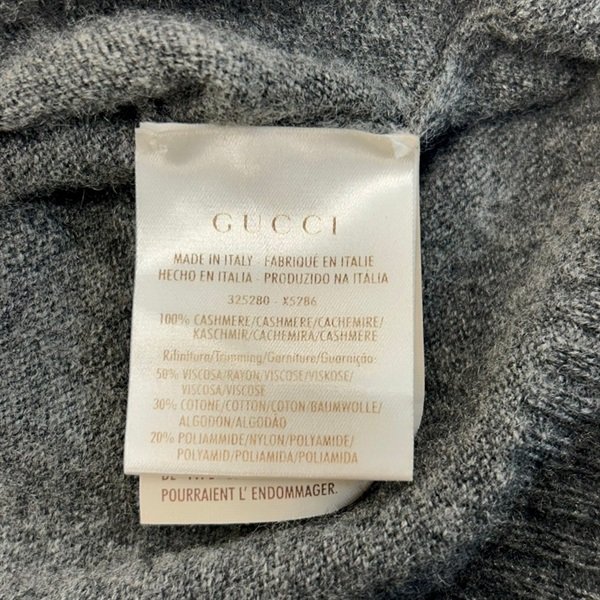 GUCCI
MADE IN ITALY - FABRIQUÉ EN ITALIE
HECHO EN ITALIA - PRODUZIDO NA ITÁLIA
325280 - X5786
100% CASHMERE/CASHMERE/CACHEMIRE/
KASCHMIR/CACHEMIRA/CASHMERE
Rifinitura/Trimming/Garniture/Guarnição:
50% VISCOSA/RAYON/VISCOSE/VISKOSE/
VISCOSA/VISCOSE
30% COTONE/COTTON/COTON/BAUMWOLLE/
ALGODON/ALGODÃO
20% POLIAMMIDE/NYLON/POLYAMIDE/
POLYAMID/POLIAMIDA/POLIAMIDA
POURRAIENT L' ENDOMMAGER.